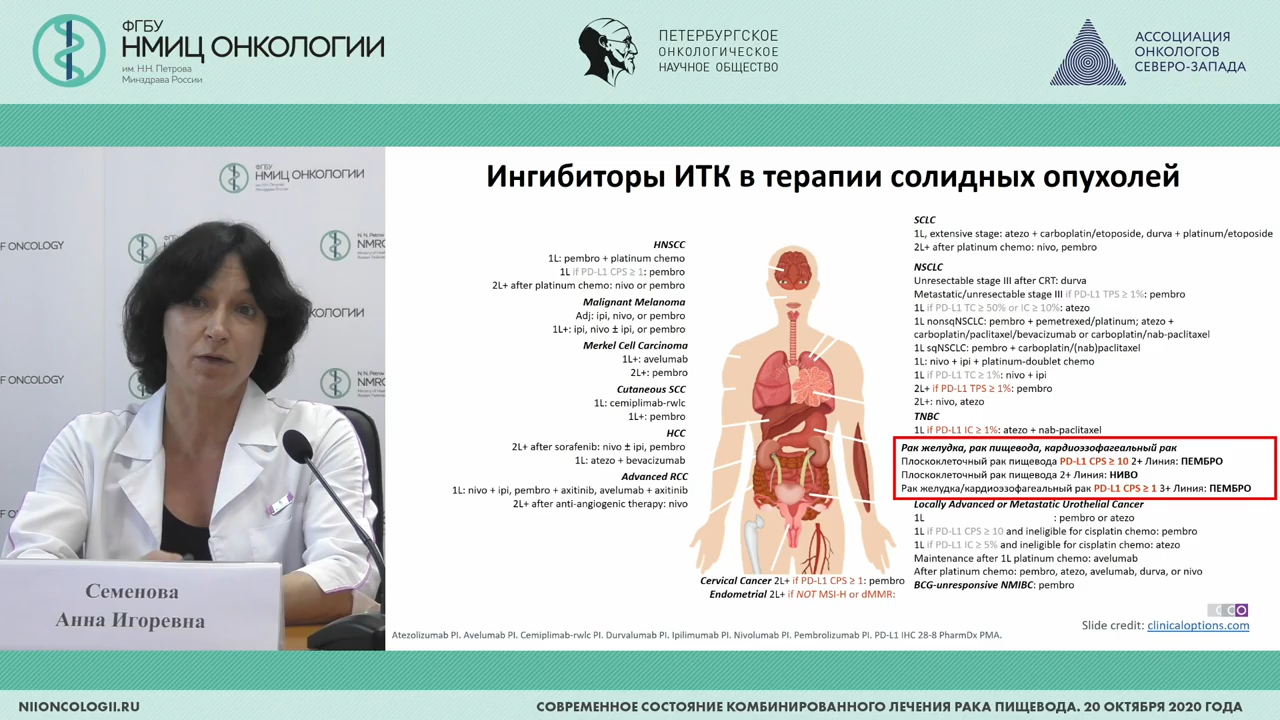 ФГБУ
НМИЦ ОНКОЛОГИИ
им. Н.Н. Петрова
Минздрава России
ПЕТЕРБУРГСКОЕ
ОНКОЛОГИЧЕСКОЕ
НАУЧНОЕ ОБЩЕСТВО
АССОЦИАЦИЯ
ОНКОЛОГОВ
СЕВЕРО-ЗАПАДА
ФГБУ
НМИЦ ОНКОЛОГИИ
F ONCOLOGY
NMRC
НКОЛОГИИ
F ONCOLOGY
Семенова
Анна Игоревна
Ингибиторы ИТК в терапии солидных опухолей
HNSCC
1L: pembro + platinum chemo
1L if PD-L1 CPS ≥ 1: pembro
2L+ after platinum chemo: nivo or pembro
Malignant Melanoma
Adj: ipi, nivo, or pembro
1L+: ipi, nivo ± ipi, or pembro
Merkel Cell Carcinoma
1L+: avelumab
2L+: pembro
Cutaneous SCC
1L: cemiplimab-rwlc
1L+: pembro
HCC
2L+ after sorafenib: nivo ± ipi, pembro
1L: atezo + bevacizumab
Advanced RCC
1L: nivo + ipi, pembro + axitinib, avelumab + axitinib
2L+ after anti-angiogenic therapy: nivo
SCLC
1L, extensive stage: atezo + carboplatin/etoposide, durva + platinum/etoposide
2L+ after platinum chemo: nivo, pembro
NSCLC
Unresectable stage III after CRT: durva
Metastatic/unresectable stage III if PD-L1 TPS ≥ 1%: pembro
1L if PD-L1 TC ≥ 50% or IC ≥ 10%: atezo
1L nonsqNSCLC: pembro + pemetrexed/platinum; atezo +
carboplatin/paclitaxel/bevacizumab or carboplatin/nab-paclitaxel
1L sqNSCLC: pembro + carboplatin/(nab)paclitaxel
1L: nivo + ipi + platinum-doublet chemo
1L if PD-L1 TC ≥ 1%: nivo + ipi
2L+ if PD-L1 TPS ≥ 1%: pembro
2L+: nivo, atezo
TNBC
1L if PD-L1 IC ≥ 1%: atezo + nab-paclitaxel
Рак желудка, рак пищевода, кардиоэзофагеальный рак
Плоскоклеточный рак пищевода PD-L1 CPS ≥ 10 2+ Линия: ПЕМБРО
Плоскоклеточный рак пищевода 2+ Линия: НИВО
Рак желудка/кардиоэзофагеальный рак PD-L1 CPS ≥ 1 3+ Линия: ПЕМБРО
Locally Advanced or Metastatic Urothelial Cancer
1L : pembro or atezo
1L if PD-L1 CPS ≥ 10 and ineligible for cisplatin chemo: pembro
1L if PD-L1 IC ≥ 5% and ineligible for cisplatin chemo: atezo
Maintenance after 1L platinum chemo: avelumab
After platinum chemo: pembro, atezo, avelumab, durva, or nivo
BCG-unresponsive NMIBC: pembro
Cervical Cancer 2L+ if PD-L1 CPS ≥ 1: pembro
Endometrial 2L+ if NOT MSI-H or dMMR:
CCO
Slide credit: clinicaloptions.com
Atezolizumab PI. Avelumab PI. Cemiplimab-rwlc PI. Durvalumab PI. Ipilimumab PI. Nivolumab PI. Pembrolizumab PI. PD-L1 IHC 28-8 PharmDx PMA.
NIIONCOLOGII.RU
СОВРЕМЕННОЕ СОСТОЯНИЕ КОМБИНИРОВАННОГО ЛЕЧЕНИЯ РАКА ПИЩЕВОДА. 20 ОКТЯБРЯ 2020 ГОДА